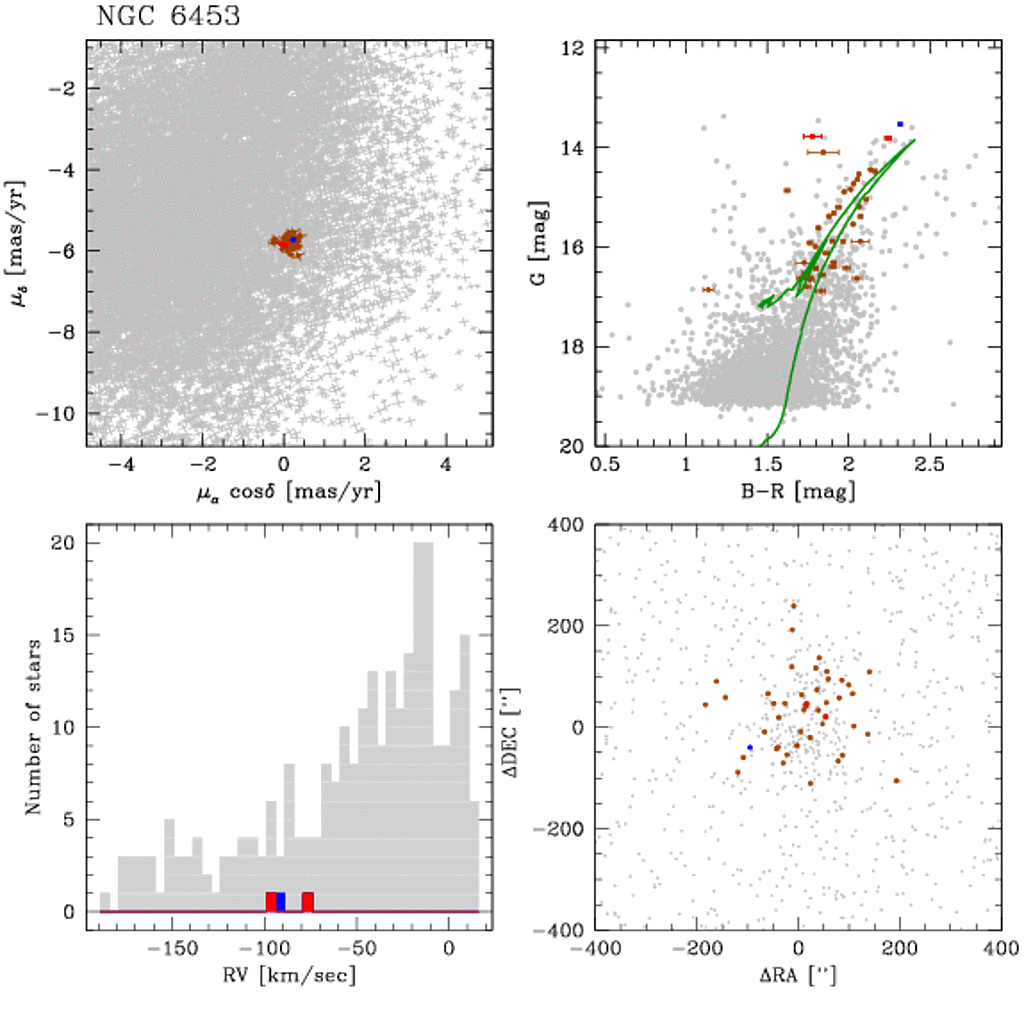 NGC 6453
-2
-4
-6
-8
-10
μδ [mas/yr]
-4 -2 0 2 4
μα cosδ [mas/yr]
12
14
16
18
20
G [mag]
0.5 1 1.5 2 2.5
B-R [mag]
20
15
10
5
0
Number of stars
-150 -100 -50 0
RV [km/sec]
400
200
0
-200
-400
ΔDEC [″]
-400 -200 0 200 400
ΔRA [″]